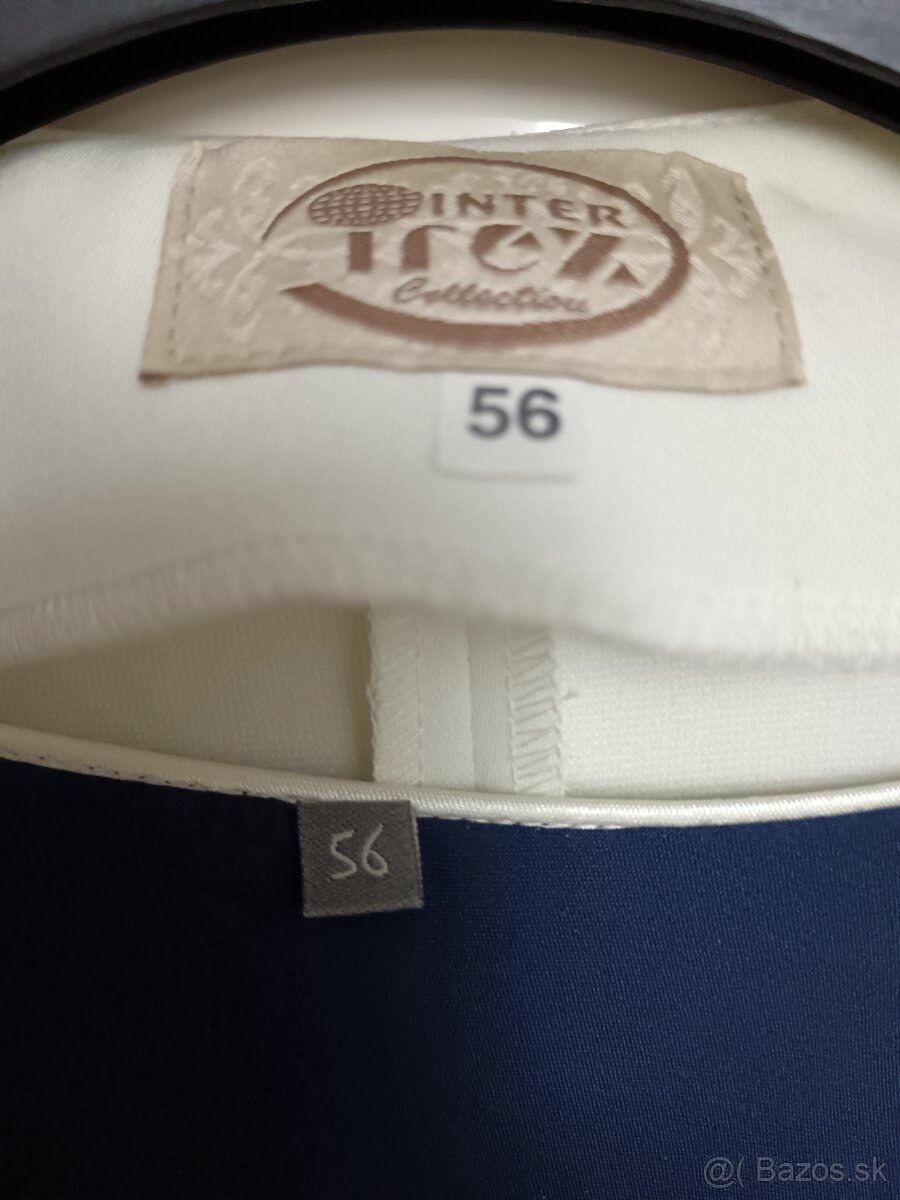 INTER
Trez
Collection
56
56
@( Bazos.sk